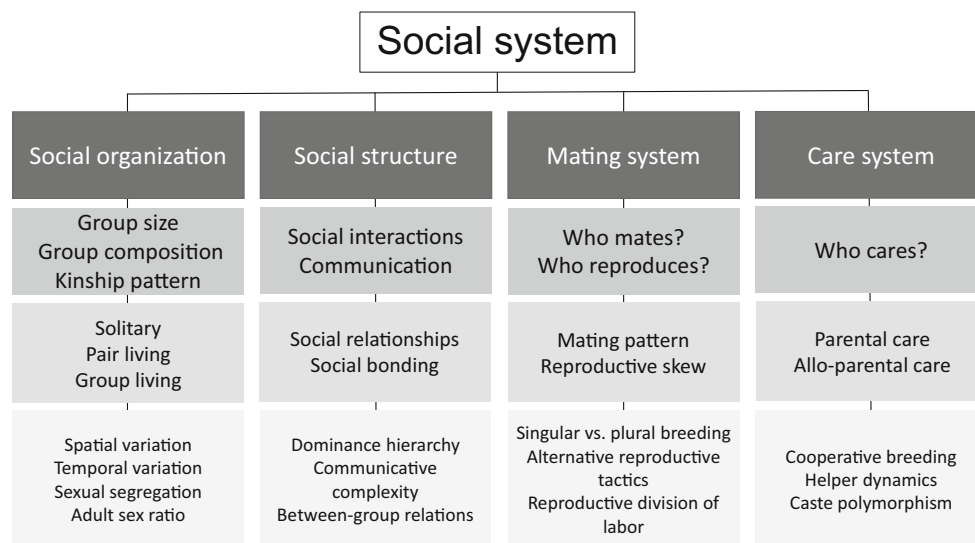 Social system
Social organization
Group size
Group composition
Kinship pattern
Solitary
Pair living
Group living
Spatial variation
Temporal variation
Sexual segregation
Adult sex ratio
Social structure
Social interactions
Communication
Social relationships
Social bonding
Dominance hierarchy
Communicative
complexity
Between-group relations
Mating system
Who mates?
Who reproduces?
Mating pattern
Reproductive skew
Singular vs. plural breeding
Alternative reproductive
tactics
Reproductive division of
labor
Care system
Who cares?
Parental care
Allo-parental care
Cooperative breeding
Helper dynamics
Caste polymorphism